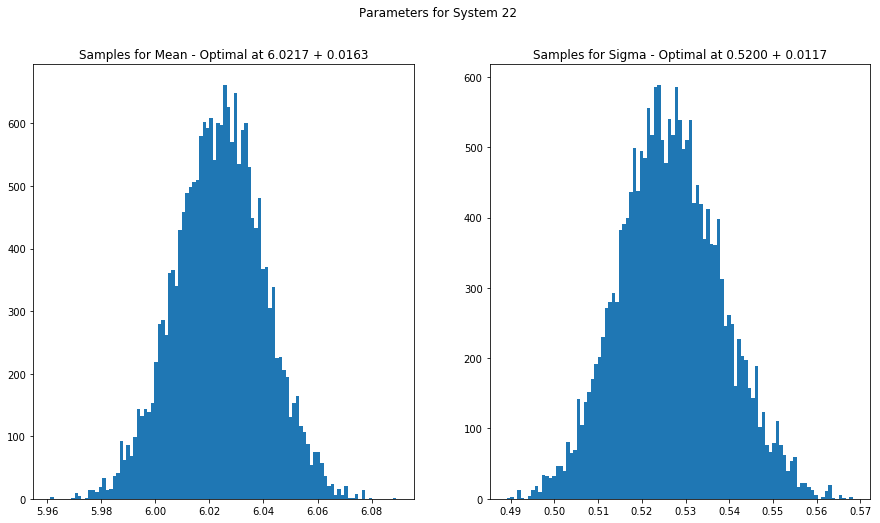 Parameters for System 22
Samples for Mean - Optimal at 6.0217 + 0.0163
600
500
400
300
200
100
0
5.96 5.98 6.00 6.02 6.04 6.06 6.08
Samples for Sigma - Optimal at 0.5200 + 0.0117
600
500
400
300
200
100
0
0.49 0.50 0.51 0.52 0.53 0.54 0.55 0.56 0.57